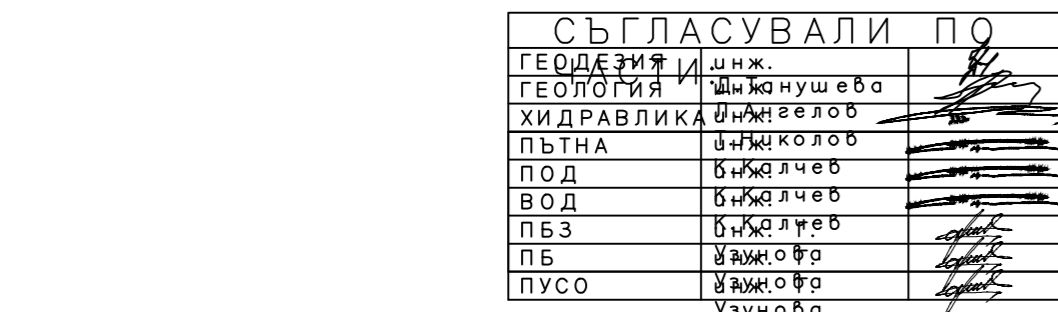 СЪГЛАСУВАЛИ ПО
ЧАСТИ:
ГЕОДЕЗИЯ инж.
Д.Танушева
ГЕОЛОГИЯ инж.
Л.Ангелов
ХИДРАВЛИКА инж.
Т.Николов
ПЪТНА инж.
К.Калчев
ПОД инж.
К.Калчев
ВОД инж.
К.Калчев
ПБЗ инж. Т.
Узунова
ПБ инж. Т.
Узунова
ПУСО инж. Т.
Узунова